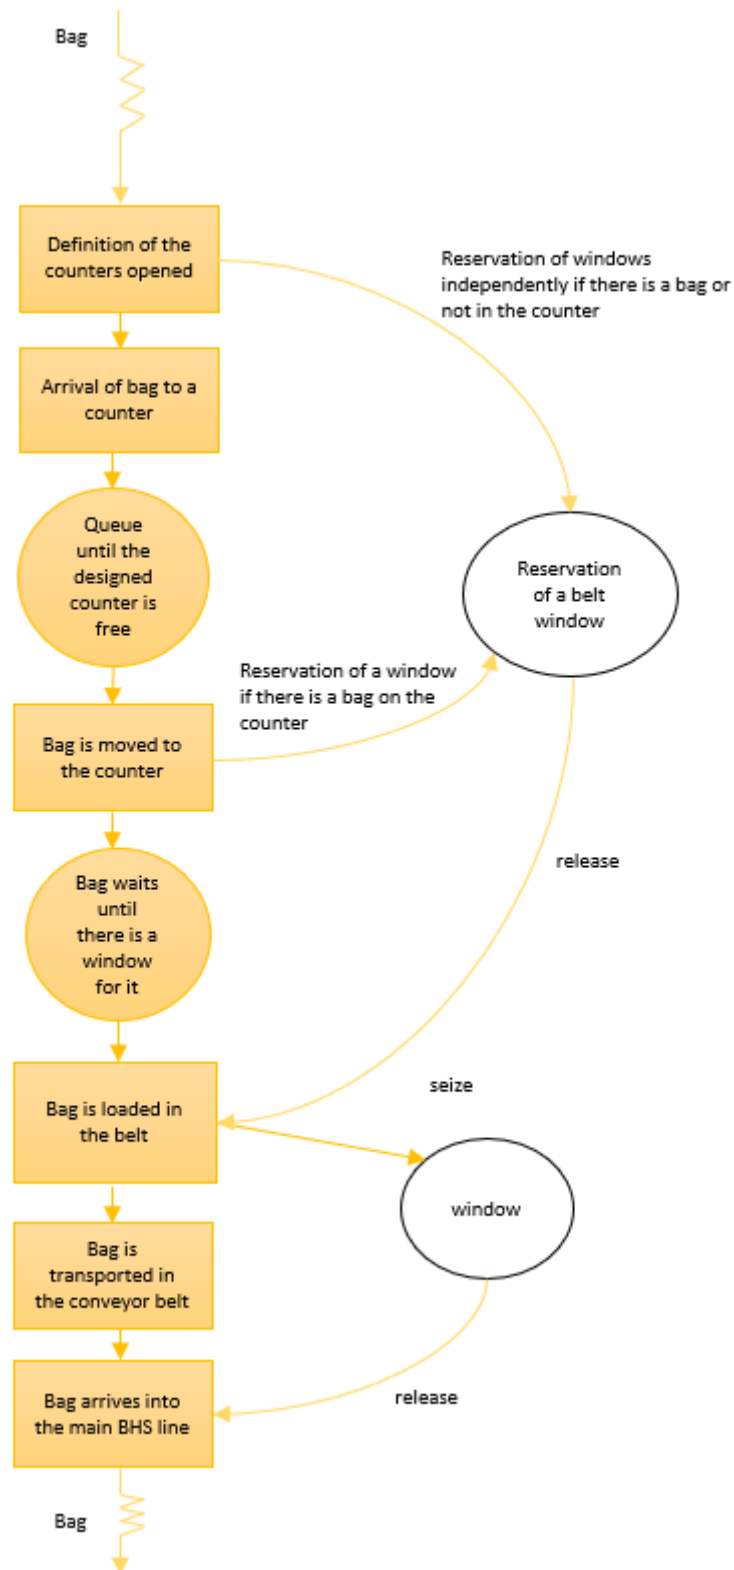 Bag
Definition of the
counters opened
Reservation of windows
independently if there is a bag or
not in the counter
Arrival of bag to a
counter
Queue
until the
designed
counter is
free
Reservation
of a belt
window
Reservation of a window
if there is a bag on the
counter
Bag is moved to
the counter
release
Bag waits
until
there is a
window
for it
Bag is loaded in
the belt
seize
window
Bag is
transported in
the conveyor belt
Bag arrives into
the main BHS line
release
Bag